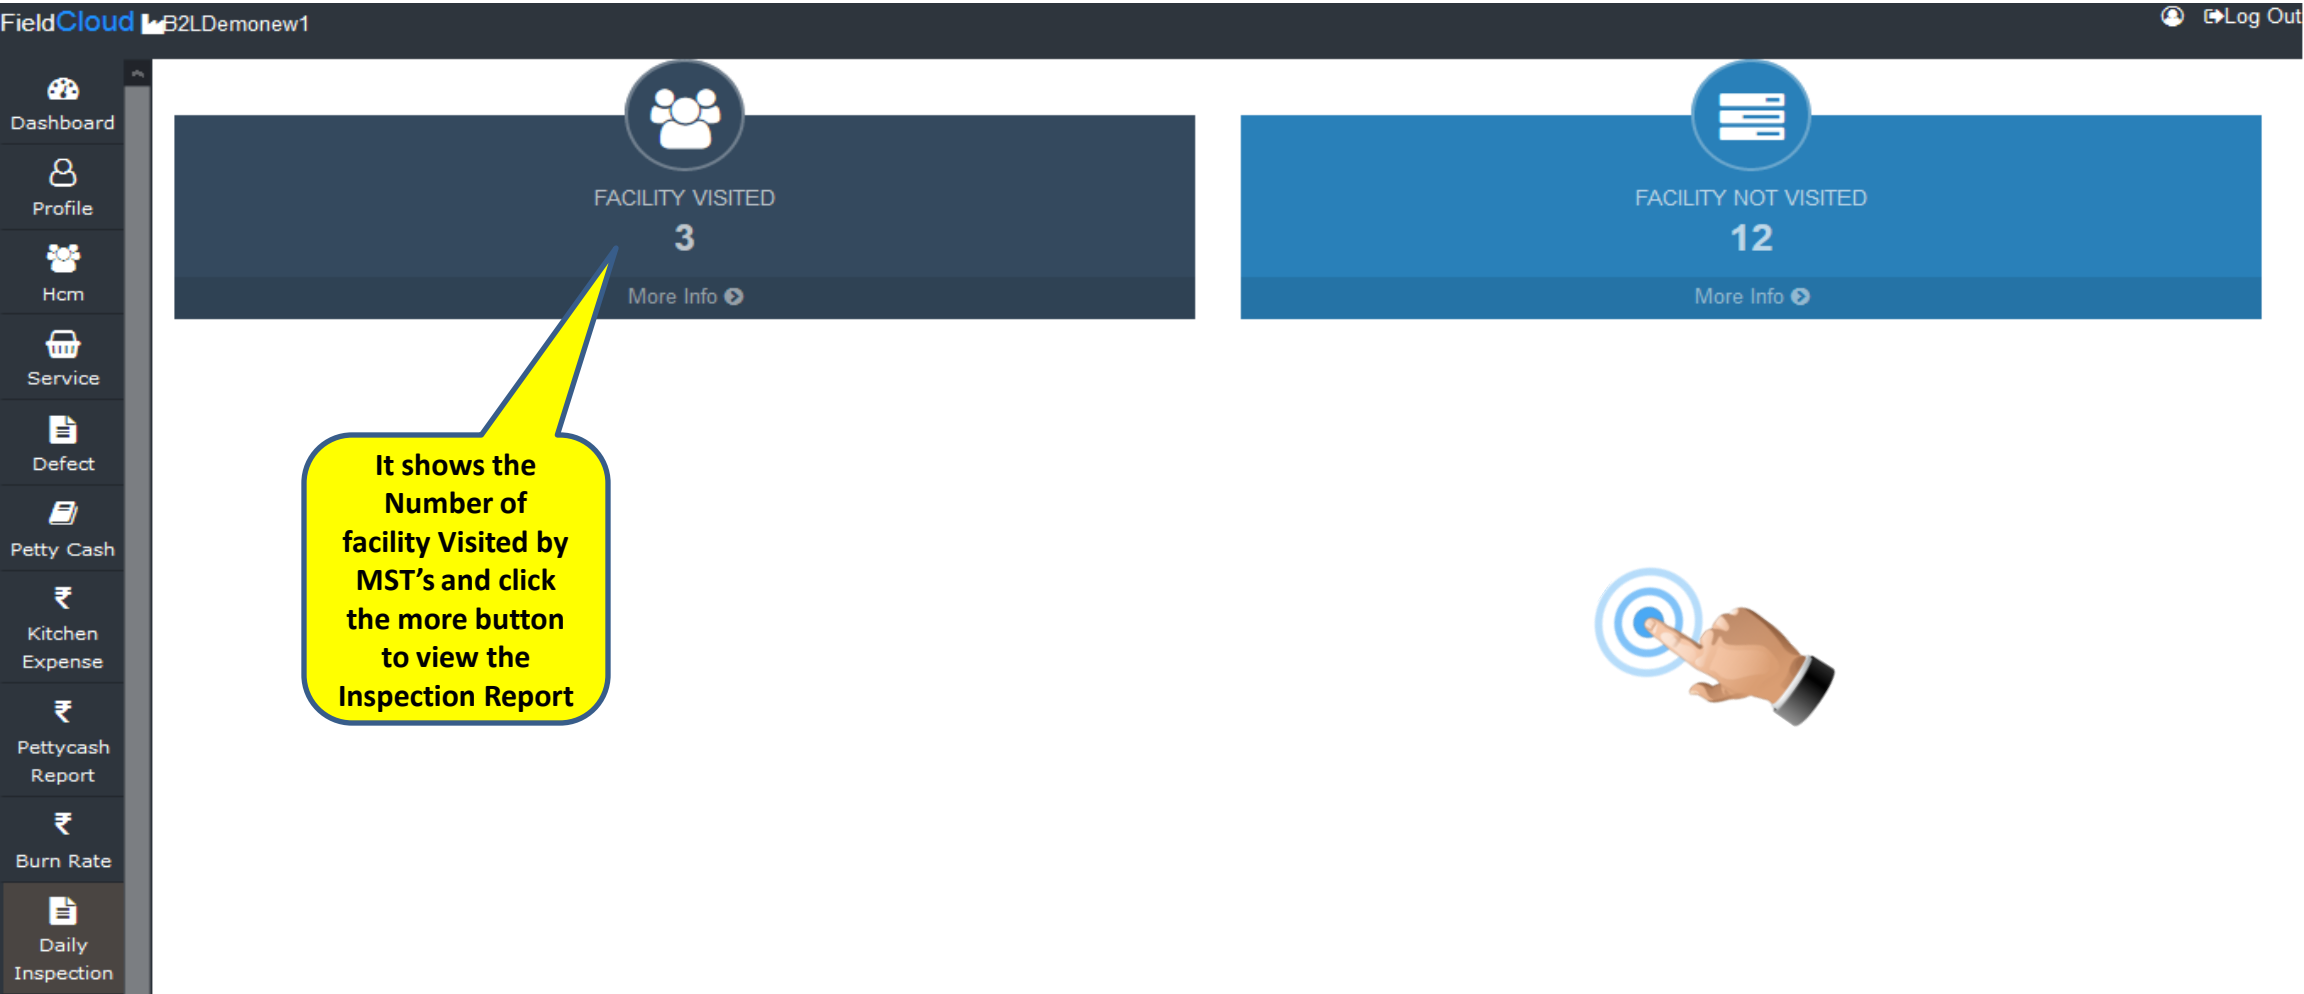 FieldCloud B2LDemonew1
Log Out
Dashboard
Profile
Hcm
Service
Defect
Petty Cash
₹
Kitchen
Expense
₹
Pettycash
Report
₹
Burn Rate
Daily
Inspection
FACILITY VISITED
3
More Info
FACILITY NOT VISITED
12
More Info
It shows the
Number of
facility Visited by
MST’s and click
the more button
to view the
Inspection Report